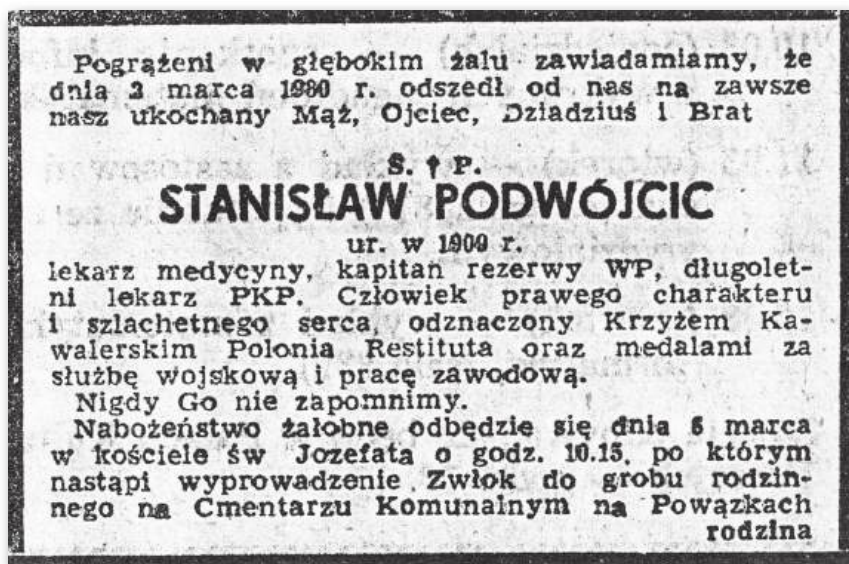 Pogrążeni w głębokim żalu zawiadamiamy, że
dnia 2 marca 1980 r. odszedł od nas na zawsze
nasz ukochany Mąż, Ojciec, Dziadziuś i Brat
Ś. † P.
STANISŁAW PODWÓJCIC
ur. w 1909 r.
lekarz medycyny, kapitan rezerwy WP, długolet-
ni lekarz PKP. Człowiek prawego charakteru
i szlachetnego serca, odznaczony Krzyżem Ka-
walerskim Polonia Restituta oraz medalami za
służbę wojskową i pracę zawodową.
Nigdy Go nie zapomnimy.
Nabożeństwo żałobne odbędzie się dnia 6 marca
w kościele św Jozefata o godz. 10.15, po którym
nastąpi wyprowadzenie Zwłok do grobu rodzin-
nego na Cmentarzu Komunalnym na Powązkach
rodzina